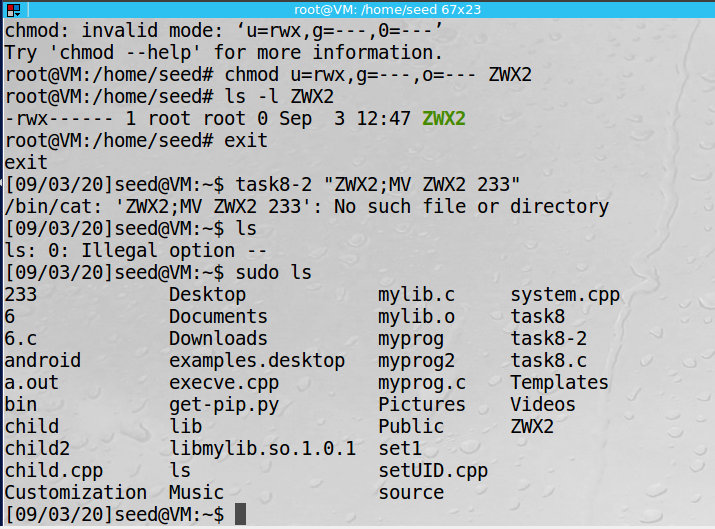 root@VM: /home/seed 67x23
chmod: invalid mode: ‘u=rwx,g=---,0=---’
Try 'chmod --help' for more information.
root@VM:/home/seed# chmod u=rwx,g=---,o=--- ZWX2
root@VM:/home/seed# ls -l ZWX2
-rwx------ 1 root root 0 Sep  3 12:47 ZWX2
root@VM:/home/seed# exit
exit
[09/03/20]seed@VM:~$ task8-2 "ZWX2;MV ZWX2 233"
/bin/cat: 'ZWX2;MV ZWX2 233': No such file or directory
[09/03/20]seed@VM:~$ ls
ls: 0: Illegal option --
[09/03/20]seed@VM:~$ sudo ls
233            Desktop            mylib.c     system.cpp
6              Documents          mylib.o     task8
6.c            Downloads          myprog      task8-2
android        examples.desktop   myprog2     task8.c
a.out          execve.cpp         myprog.c    Templates
bin            get-pip.py         Pictures    Videos
child          lib                Public      ZWX2
child2         libmylib.so.1.0.1  set1
child.cpp      ls                 setUID.cpp
Customization  Music              source
[09/03/20]seed@VM:~$